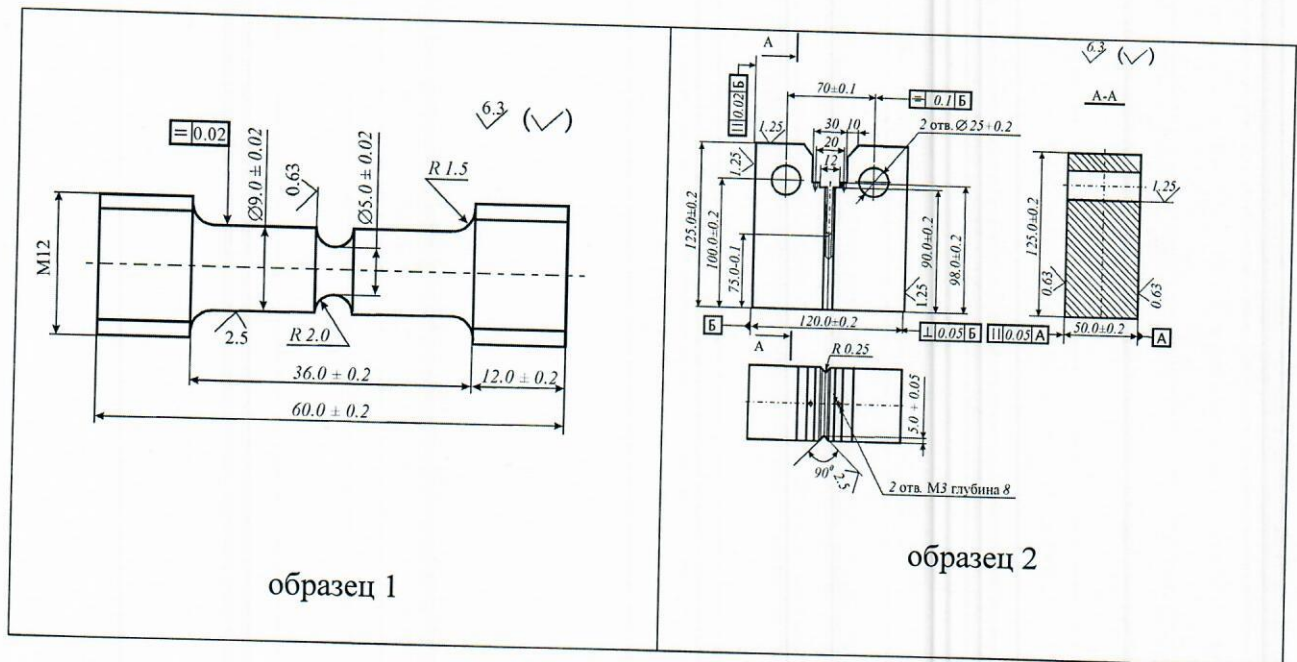 6.3
= 0.02
Ø9.0 ± 0.02
0.63
Ø5.0 ± 0.02
R 1.5
M12
2.5
R 2.0
36.0 ± 0.2
12.0 ± 0.2
60.0 ± 0.2
образец 1
А
6.3
|| 0.02 Б
70±0.1
= 0.1 Б
А-А
1.25
30
10
2 отв. Ø 25+0.2
20
12
1.25
125.0±0.2
100.0±0.2
75.0-0.1
90.0±0.2
98.0±0.2
1.25
125.0±0.2
1.25
0.63
0.63
Б
120.0±0.2
⊥ 0.05 Б
|| 0.05 А
50.0±0.2
А
А
R 0.25
5.0 + 0.05
90⁰
2.5
2 отв. М3 глубина 8
образец 2